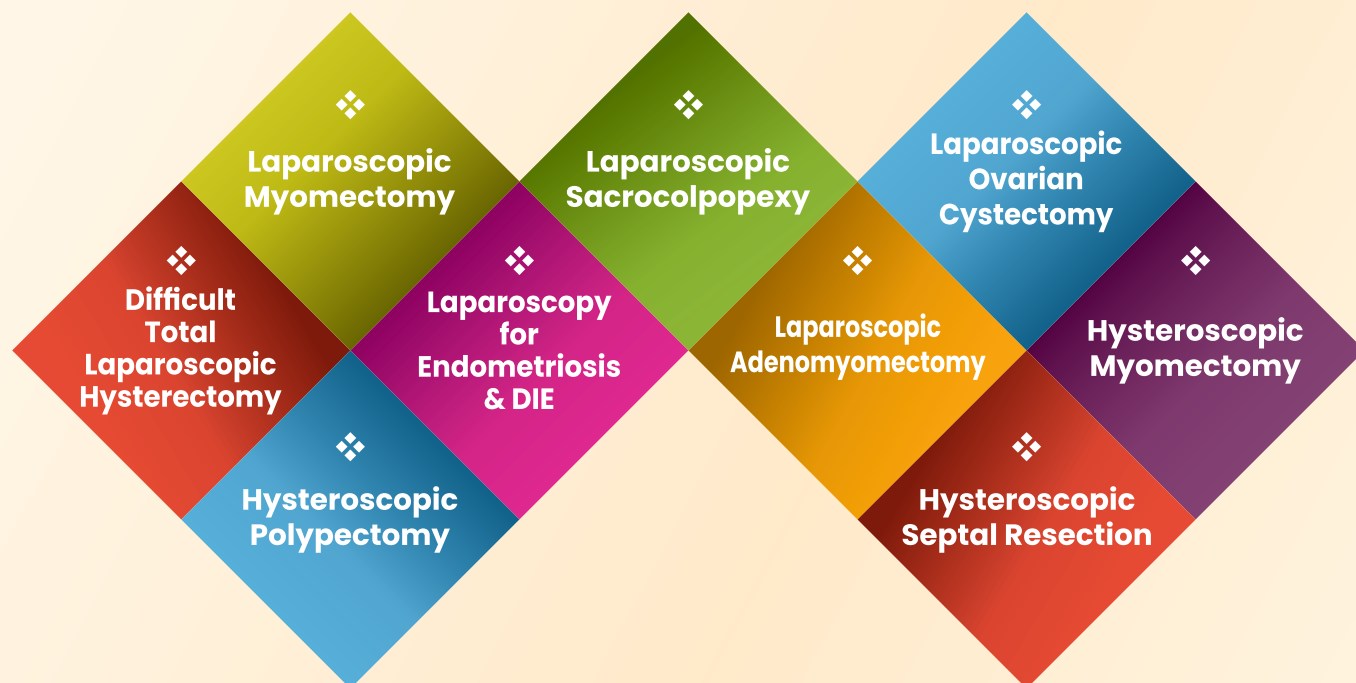 Laparoscopic
Myomectomy
Laparoscopic
Sacrocolpopexy
Laparoscopic
Ovarian
Cystectomy
Difficult
Total
Laparoscopic
Hysterectomy
Laparoscopy
for
Endometriosis
& DIE
Laparoscopic
Adenomyomectomy
Hysteroscopic
Myomectomy
Hysteroscopic
Polypectomy
Hysteroscopic
Septal Resection